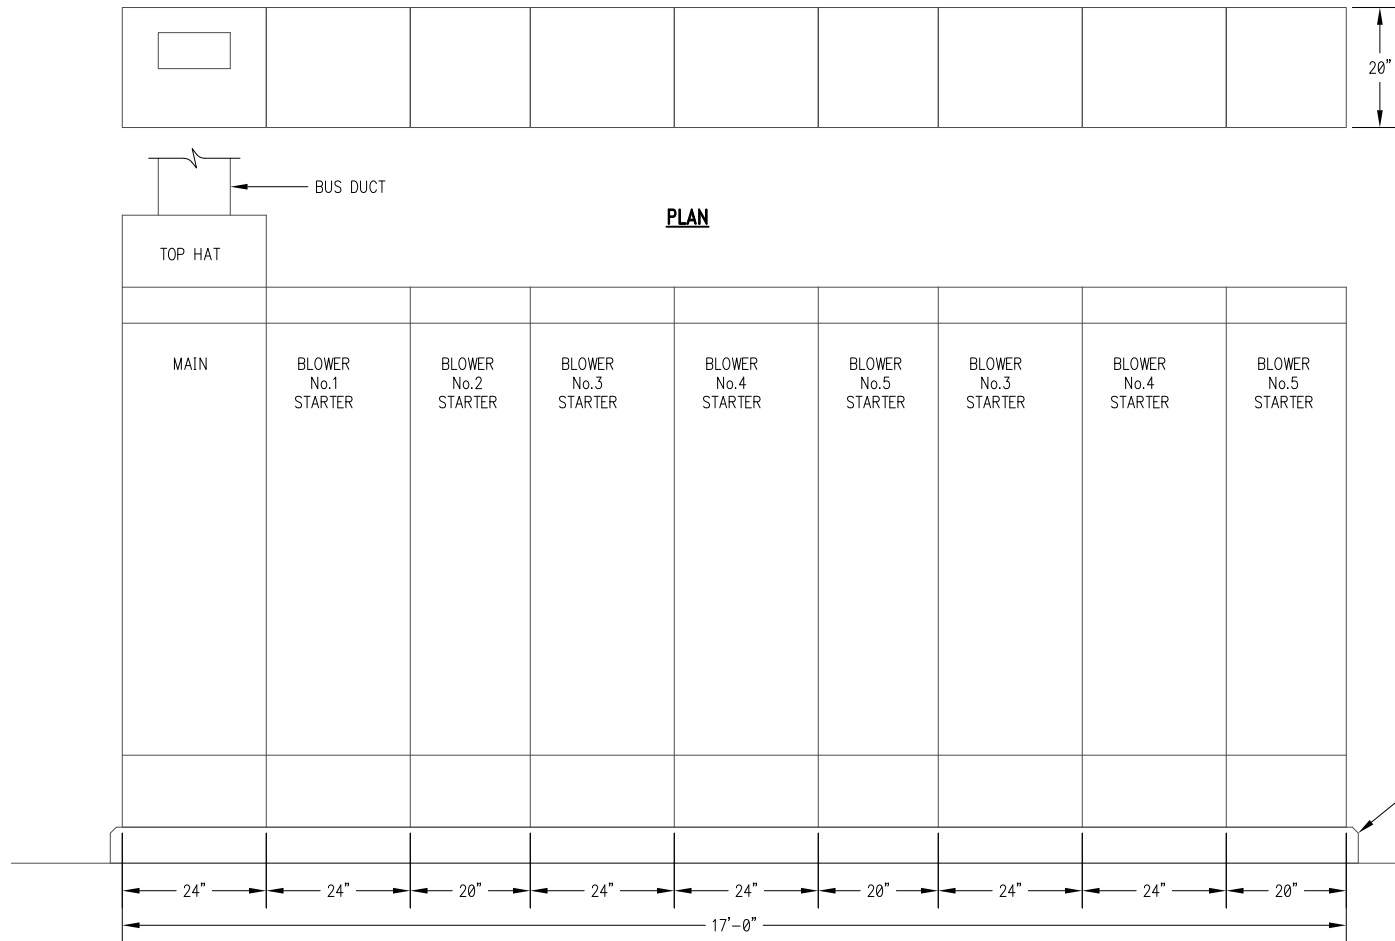 20"
BUS DUCT
PLAN
TOP HAT
MAIN
BLOWER
No.1
STARTER
BLOWER
No.2
STARTER
BLOWER
No.3
STARTER
BLOWER
No.4
STARTER
BLOWER
No.5
STARTER
BLOWER
No.3
STARTER
BLOWER
No.4
STARTER
BLOWER
No.5
STARTER
24"
24"
20"
24"
24"
20"
24"
24"
20"
17'-0"